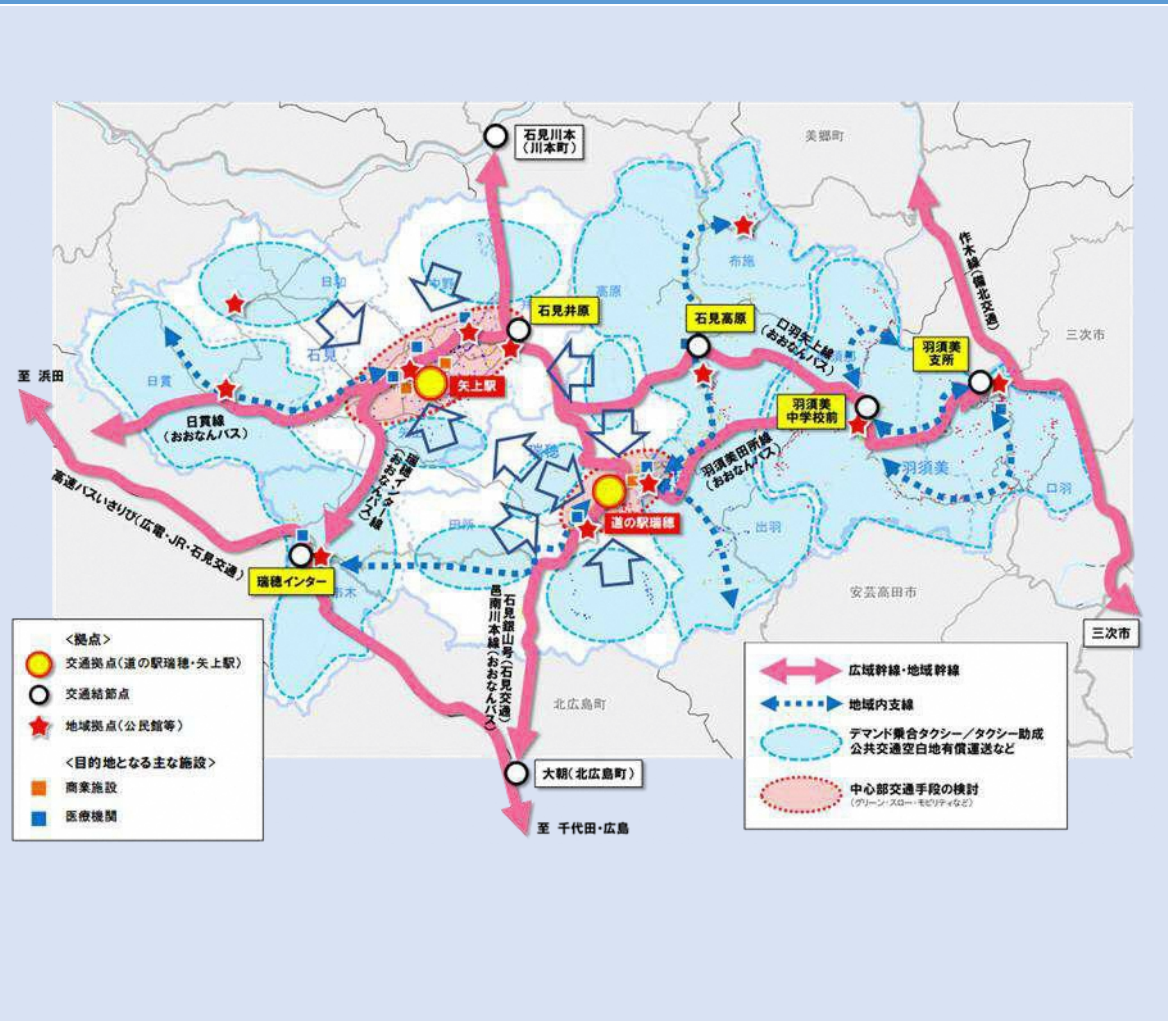 石見川本
(川本町)
美郷町
作木線(備北交通)
布施
日和
中野
高原
石見井原
石見高原
口羽矢上線
(おおなんバス)
三次市
羽須美
支所
石見
至 浜田
日貫
矢上駅
羽須美
中学校前
日貫線
(おおなんバス)
瑞穂インター線
(おおなんバス)
瑞穂
羽須美田所線
(おおなんバス)
羽須美
口羽
高速バスいさりび(広電・JR・石見交通)
田所
道の駅瑞穂
出羽
瑞穂インター
市木
安芸高田市
石見銀山号(石見交通)
邑南川本線(おおなんバス)
三次市
北広島町
大朝(北広島町)
至 千代田・広島
<拠点>
交通拠点(道の駅瑞穂・矢上駅)
交通結節点
地域拠点(公民館等)
<目的地となる主な施設>
商業施設
医療機関
広域幹線・地域幹線
地域内支線
デマンド乗合タクシー/タクシー助成
公共交通空白地有償運送など
中心部交通手段の検討
(グリーン・スロー・モビリティなど)